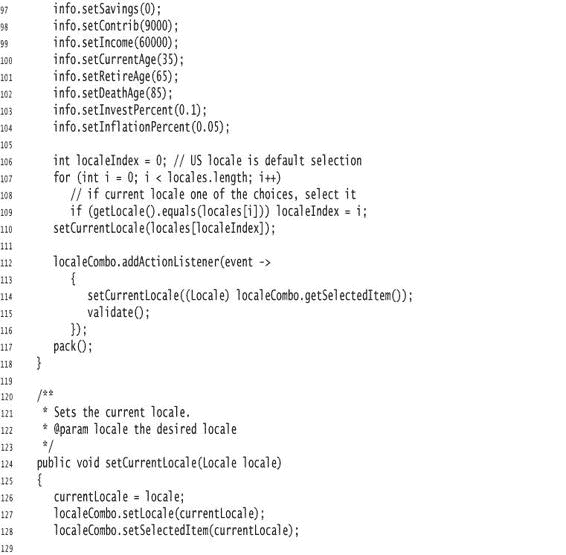 97 info.setSavings(0);
98 info.setContrib(9000);
99 info.setIncome(60000);
100 info.setCurrentAge(35);
101 info.setRetireAge(65);
102 info.setDeathAge(85);
103 info.setInvestPercent(0.1);
104 info.setInflationPercent(0.05);
105
106 int localeIndex = 0; // US locale is default selection
107 for (int i = 0; i < locales.length; i++)
108 // if current locale one of the choices, select it
109 if (getLocale().equals(locales[i])) localeIndex = i;
110 setCurrentLocale(locales[localeIndex]);
111
112 localeCombo.addActionListener(event ->
113 {
114 setCurrentLocale((Locale) localeCombo.getSelectedItem());
115 validate();
116 });
117 pack();
118 }
119
120 /**
121 * Sets the current locale.
122 * @param locale the desired locale
123 */
124 public void setCurrentLocale(Locale locale)
125 {
126 currentLocale = locale;
127 localeCombo.setLocale(currentLocale);
128 localeCombo.setSelectedItem(currentLocale);
129